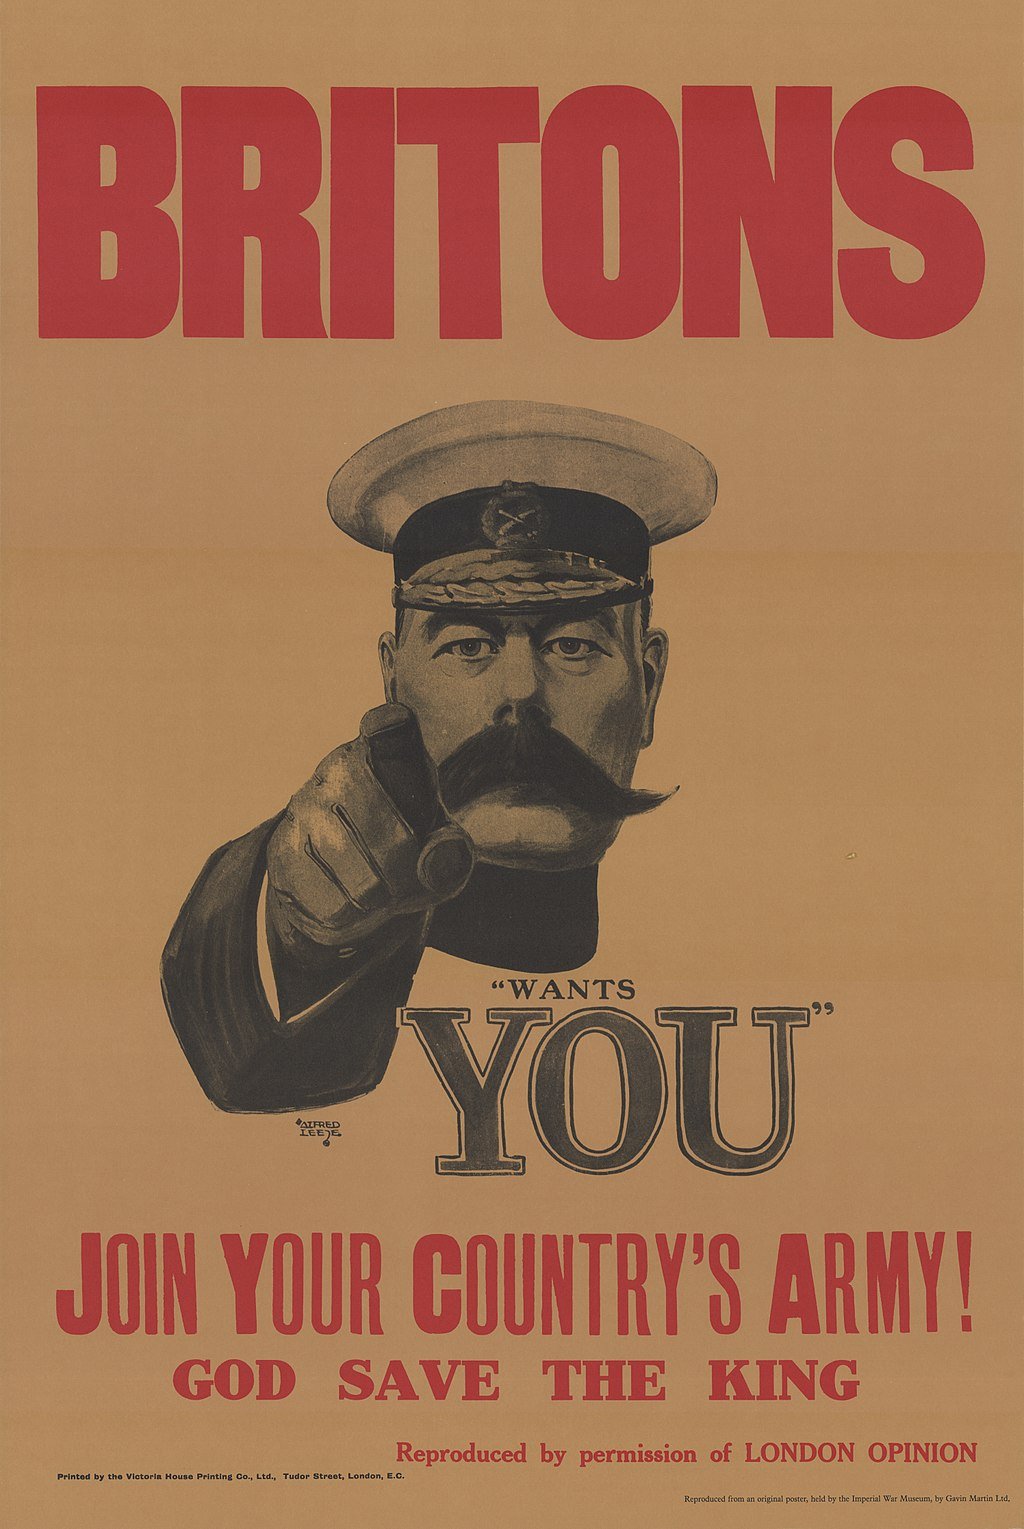 BRITONS
“WANTS
YOU”
ALFRED
LEETE
JOIN YOUR COUNTRY'S ARMY!
GOD SAVE THE KING
Reproduced by permission of LONDON OPINION
Printed by the Victoria House Printing Co., Ltd., Tudor Street, London, E.C.
Reproduced from an original poster, held by the Imperial War Museum, by Gavin Martin Ltd.